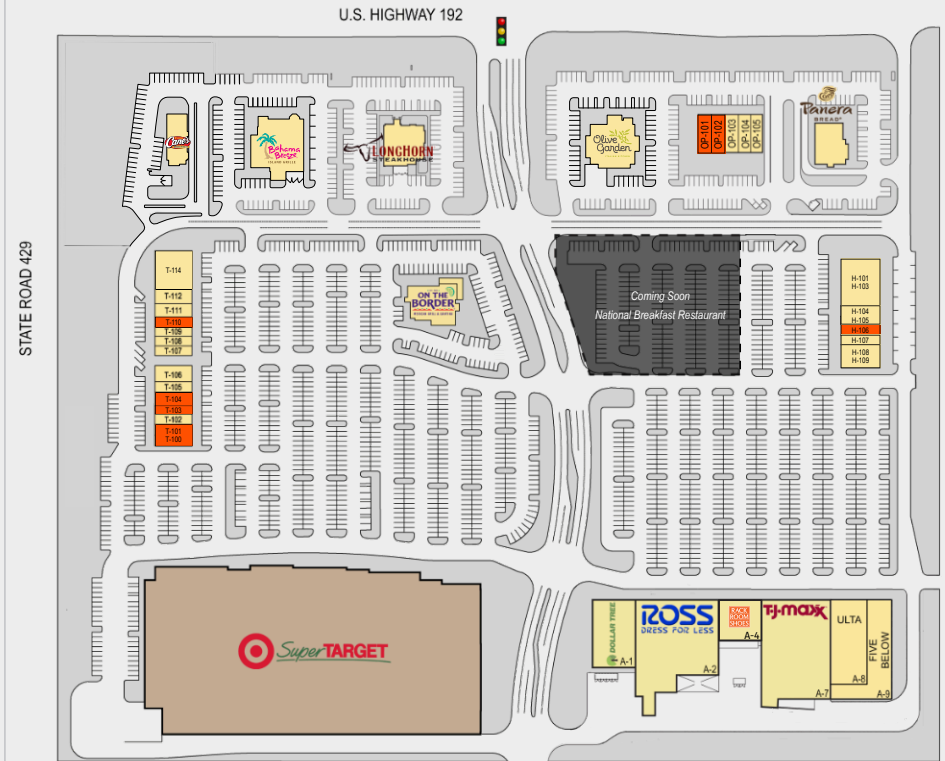 U.S. HIGHWAY 192
STATE ROAD 429
Cane's
Bahama
Breeze
ISLAND GRILLE
LONGHORN
STEAKHOUSE
Olive
Garden
OP-101
OP-102
OP-103
OP-104
OP-105
Panera
BREAD
T-114
T-112
T-111
T-110
T-109
T-108
T-107
T-106
T-105
T-104
T-103
T-102
T-101
T-100
ON THE
BORDER
Coming Soon
National Breakfast Restaurant
H-101
H-103
H-104
H-105
H-106
H-107
H-108
H-109
SuperTARGET
DOLLAR TREE
A-1
ROSS
DRESS FOR LESS
A-2
RACK
ROOM
SHOES
A-4
T.J.maxx
A-7
ULTA
A-8
FIVE
BELOW
A-9